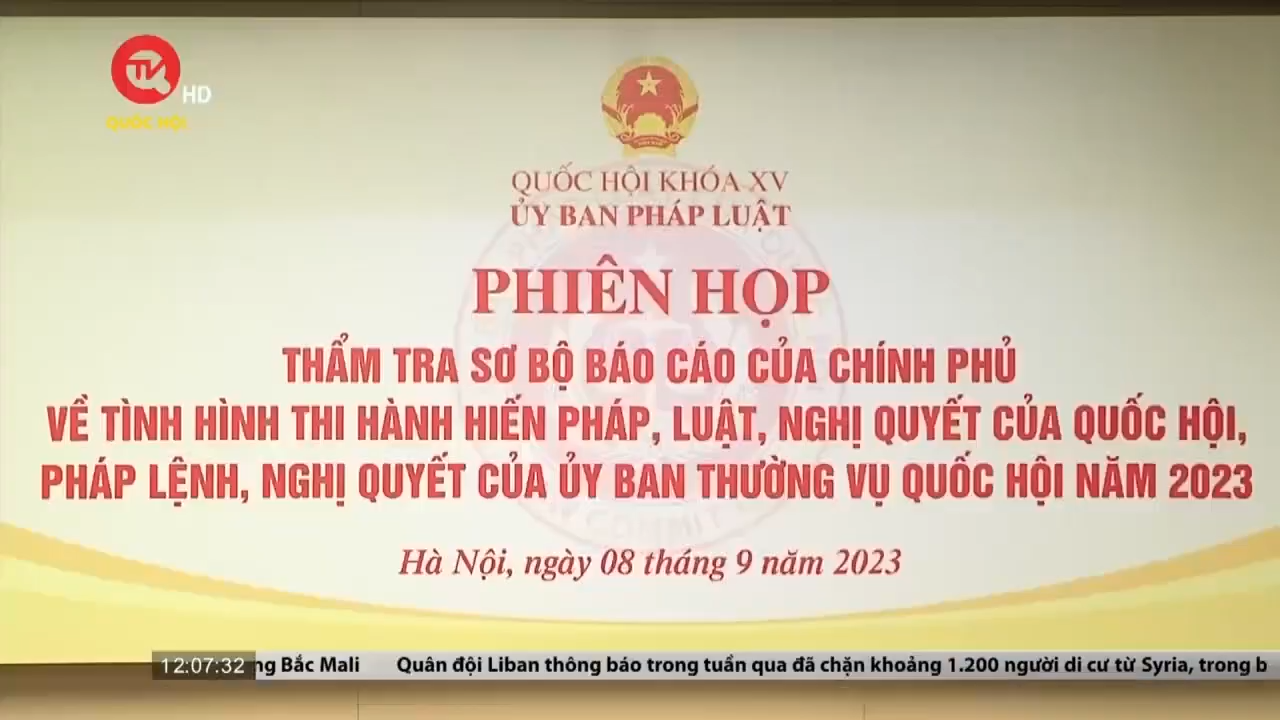 TV
HD
QUỐC HỘI
QUỐC HỘI KHÓA XV
ỦY BAN PHÁP LUẬT
PHIÊN HỌP
THẨM TRA SƠ BỘ BÁO CÁO CỦA CHÍNH PHỦ
VỀ TÌNH HÌNH THI HÀNH HIẾN PHÁP, LUẬT, NGHỊ QUYẾT CỦA QUỐC HỘI,
PHÁP LỆNH, NGHỊ QUYẾT CỦA ỦY BAN THƯỜNG VỤ QUỐC HỘI NĂM 2023
Hà Nội, ngày 08 tháng 9 năm 2023
12:07:32 ng Bắc Mali Quân đội Liban thông báo trong tuần qua đã chặn khoảng 1.200 người di cư từ Syria, trong b